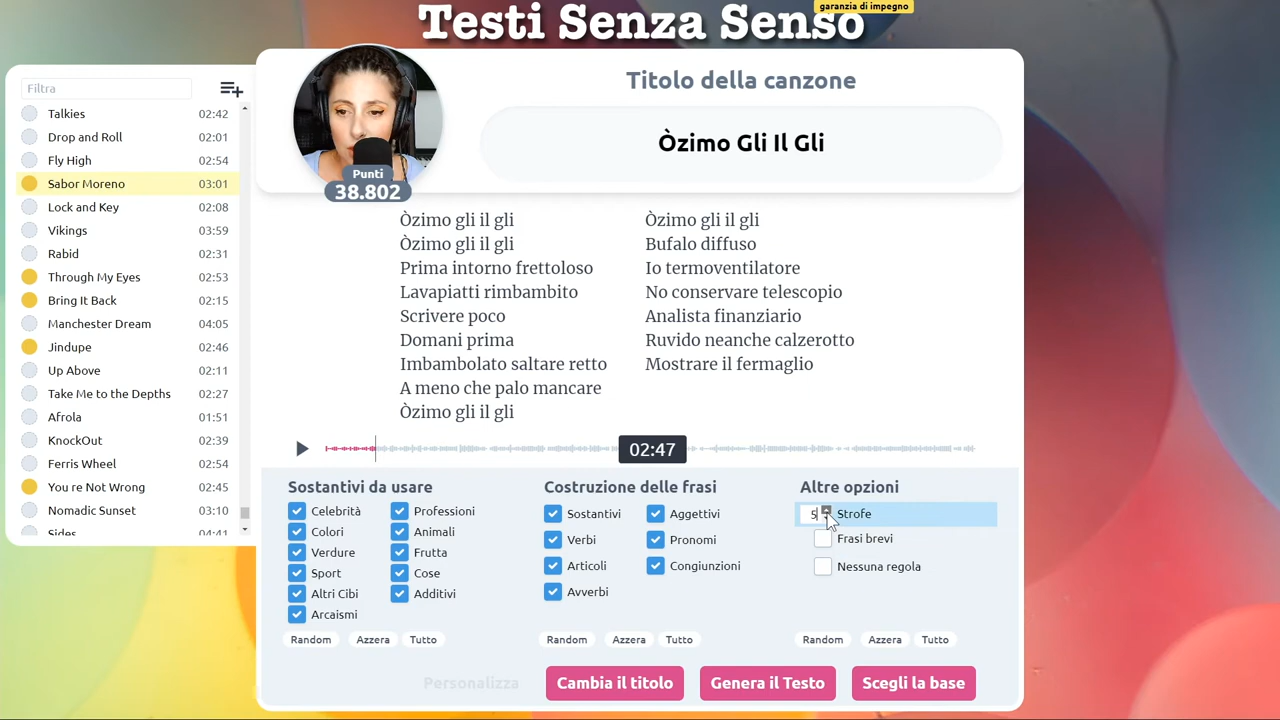 garanzia di impegno
Testi Senza Senso
Filtra
Talkies 02:42
Drop and Roll 02:01
Fly High 02:54
Sabor Moreno 03:01
Lock and Key 02:08
Vikings 03:59
Rabid 02:31
Through My Eyes 02:53
Bring It Back 02:15
Manchester Dream 04:05
Jindupe 02:46
Up Above 02:11
Take Me to the Depths 02:27
Afrola 01:51
KnockOut 02:39
Ferris Wheel 02:54
You re Not Wrong 02:45
Nomadic Sunset 03:10
Sides 04:41
Punti
38.802
Titolo della canzone
Òzimo Gli Il Gli
Òzimo gli il gli
Òzimo gli il gli
Prima intorno frettoloso
Lavapiatti rimbambito
Scrivere poco
Domani prima
Imbambolato saltare retto
A meno che palo mancare
Òzimo gli il gli
Òzimo gli il gli
Bufalo diffuso
Io termoventilatore
No conservare telescopio
Analista finanziario
Ruvido neanche calzerotto
Mostrare il fermaglio
02:47
Sostantivi da usare
Celebrità Professioni
Colori Animali
Verdure Frutta
Sport Cose
Altri Cibi Additivi
Arcaismi
Random Azzera Tutto
Costruzione delle frasi
Sostantivi Aggettivi
Verbi Pronomi
Articoli Congiunzioni
Avverbi
Random Azzera Tutto
Altre opzioni
5 Strofe
Frasi brevi
Nessuna regola
Random Azzera Tutto
Personalizza Cambia il titolo Genera il Testo Scegli la base